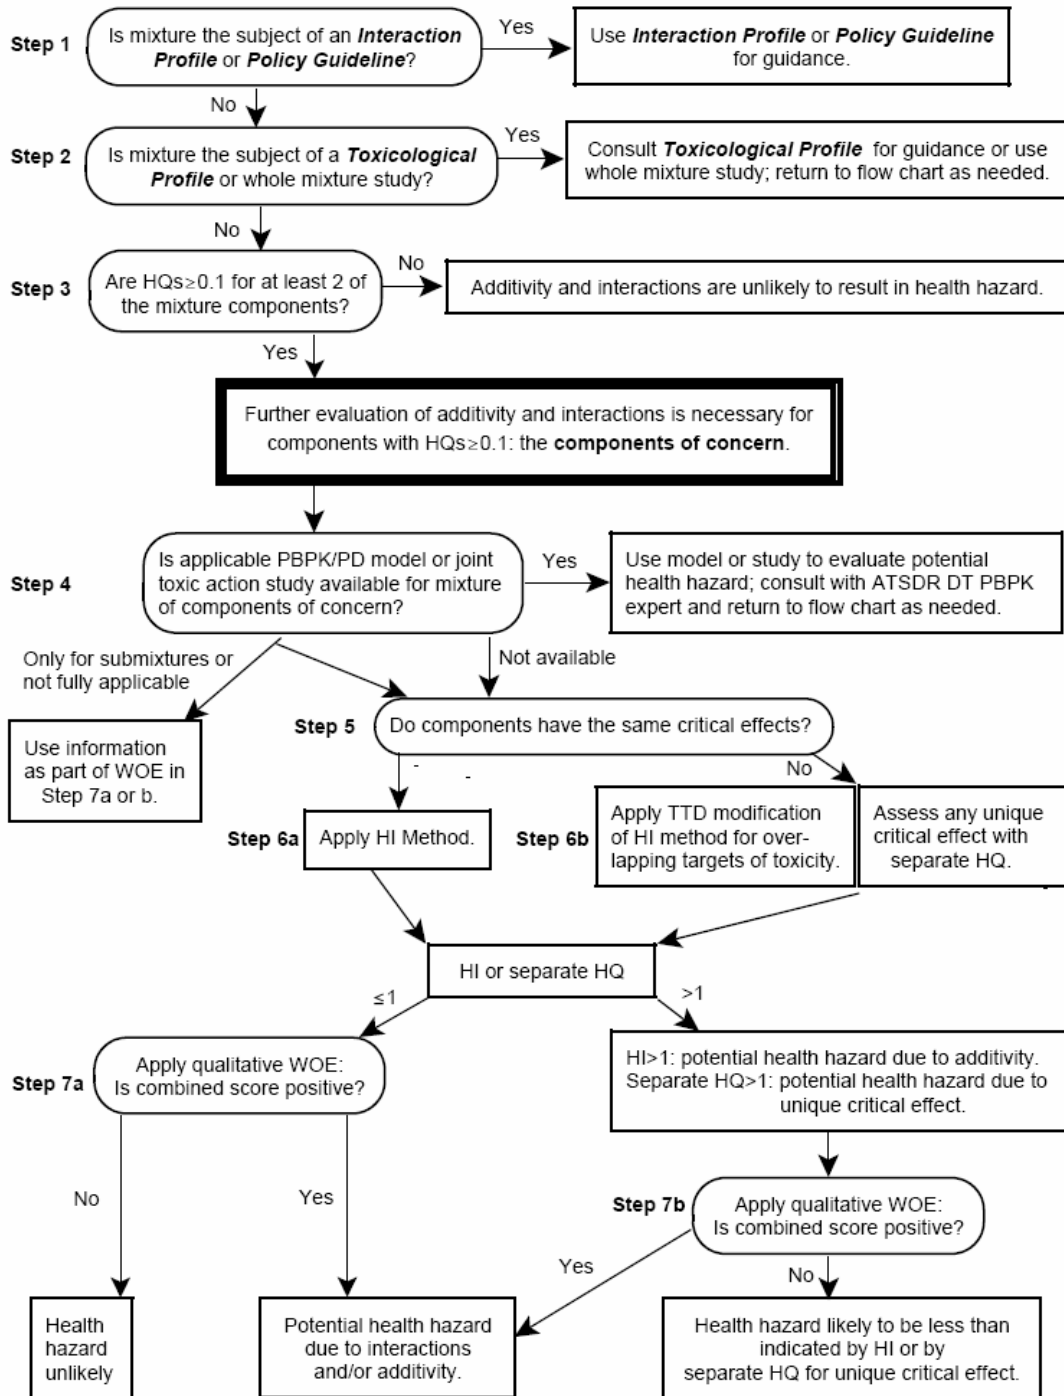 Step 1
Is mixture the subject of an Interaction
Profile or Policy Guideline?
Yes
Use Interaction Profile or Policy Guideline
for guidance.
No
Step 2
Is mixture the subject of a Toxicological
Profile or whole mixture study?
Yes
Consult Toxicological Profile for guidance or use
whole mixture study; return to flow chart as needed.
No
Step 3
Are HQs≥0.1 for at least 2 of
the mixture components?
No
Additivity and interactions are unlikely to result in health hazard.
Yes
Further evaluation of additivity and interactions is necessary for
components with HQs≥0.1: the components of concern.
Step 4
Is applicable PBPK/PD model or joint
toxic action study available for mixture
of components of concern?
Yes
Use model or study to evaluate potential
health hazard; consult with ATSDR DT PBPK
expert and return to flow chart as needed.
Only for submixtures or
not fully applicable
Not available
Use information
as part of WOE in
Step 7a or b.
Step 5
Do components have the same critical effects?
No
Step 6a
Apply HI Method.
Step 6b
Apply TTD modification
of HI method for over-
lapping targets of toxicity.
Assess any unique
critical effect with
separate HQ.
HI or separate HQ
≤1
>1
Step 7a
Apply qualitative WOE:
Is combined score positive?
HI>1: potential health hazard due to additivity.
Separate HQ>1: potential health hazard due to
unique critical effect.
No
Yes
Step 7b
Apply qualitative WOE:
Is combined score positive?
Yes
No
Health
hazard
unlikely
Potential health hazard
due to interactions
and/or additivity.
Health hazard likely to be less than
indicated by HI or by
separate HQ for unique critical effect.